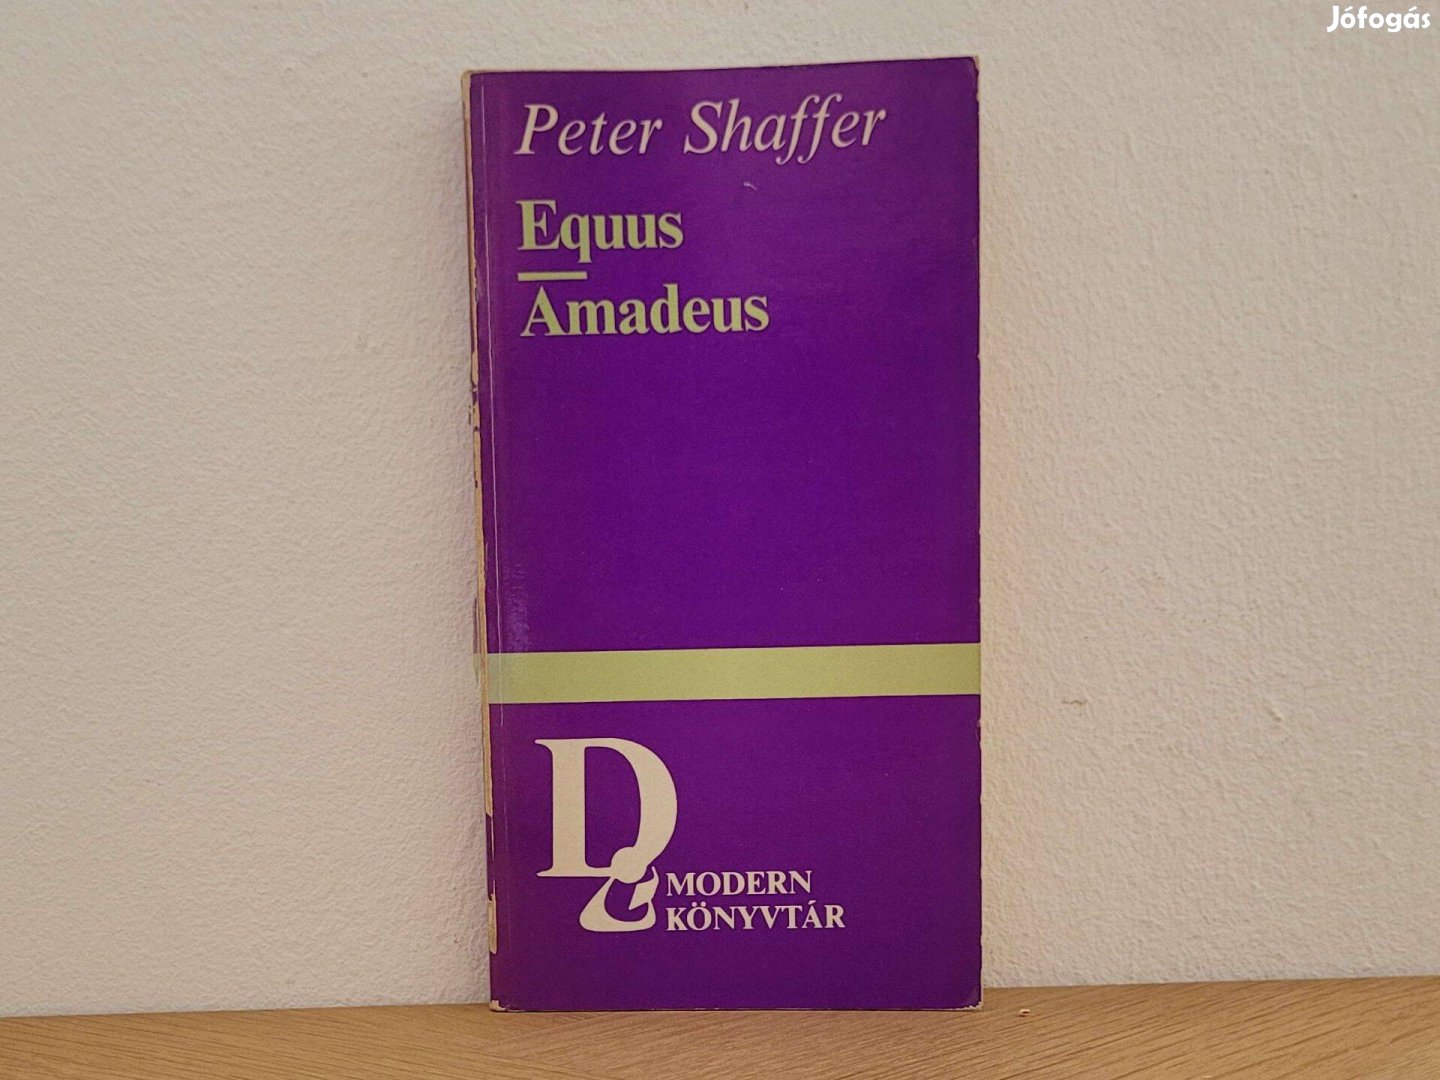 Jófogás
Peter Shaffer
Equus
Amadeus
D
MODERN
KÖNYVTÁR